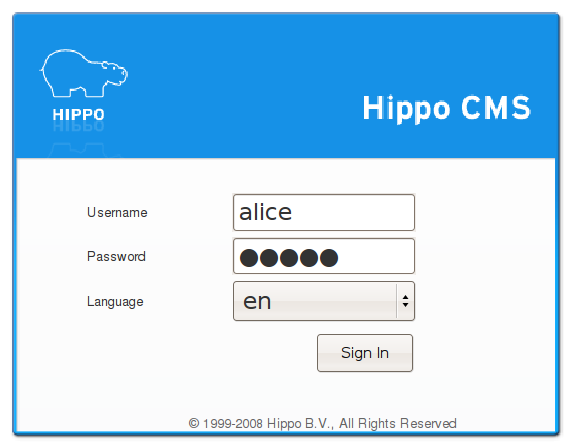 HIPPO
Hippo CMS
Username
alice
Password
●●●●●
Language
en
Sign In
© 1999-2008 Hippo B.V., All Rights Reserved